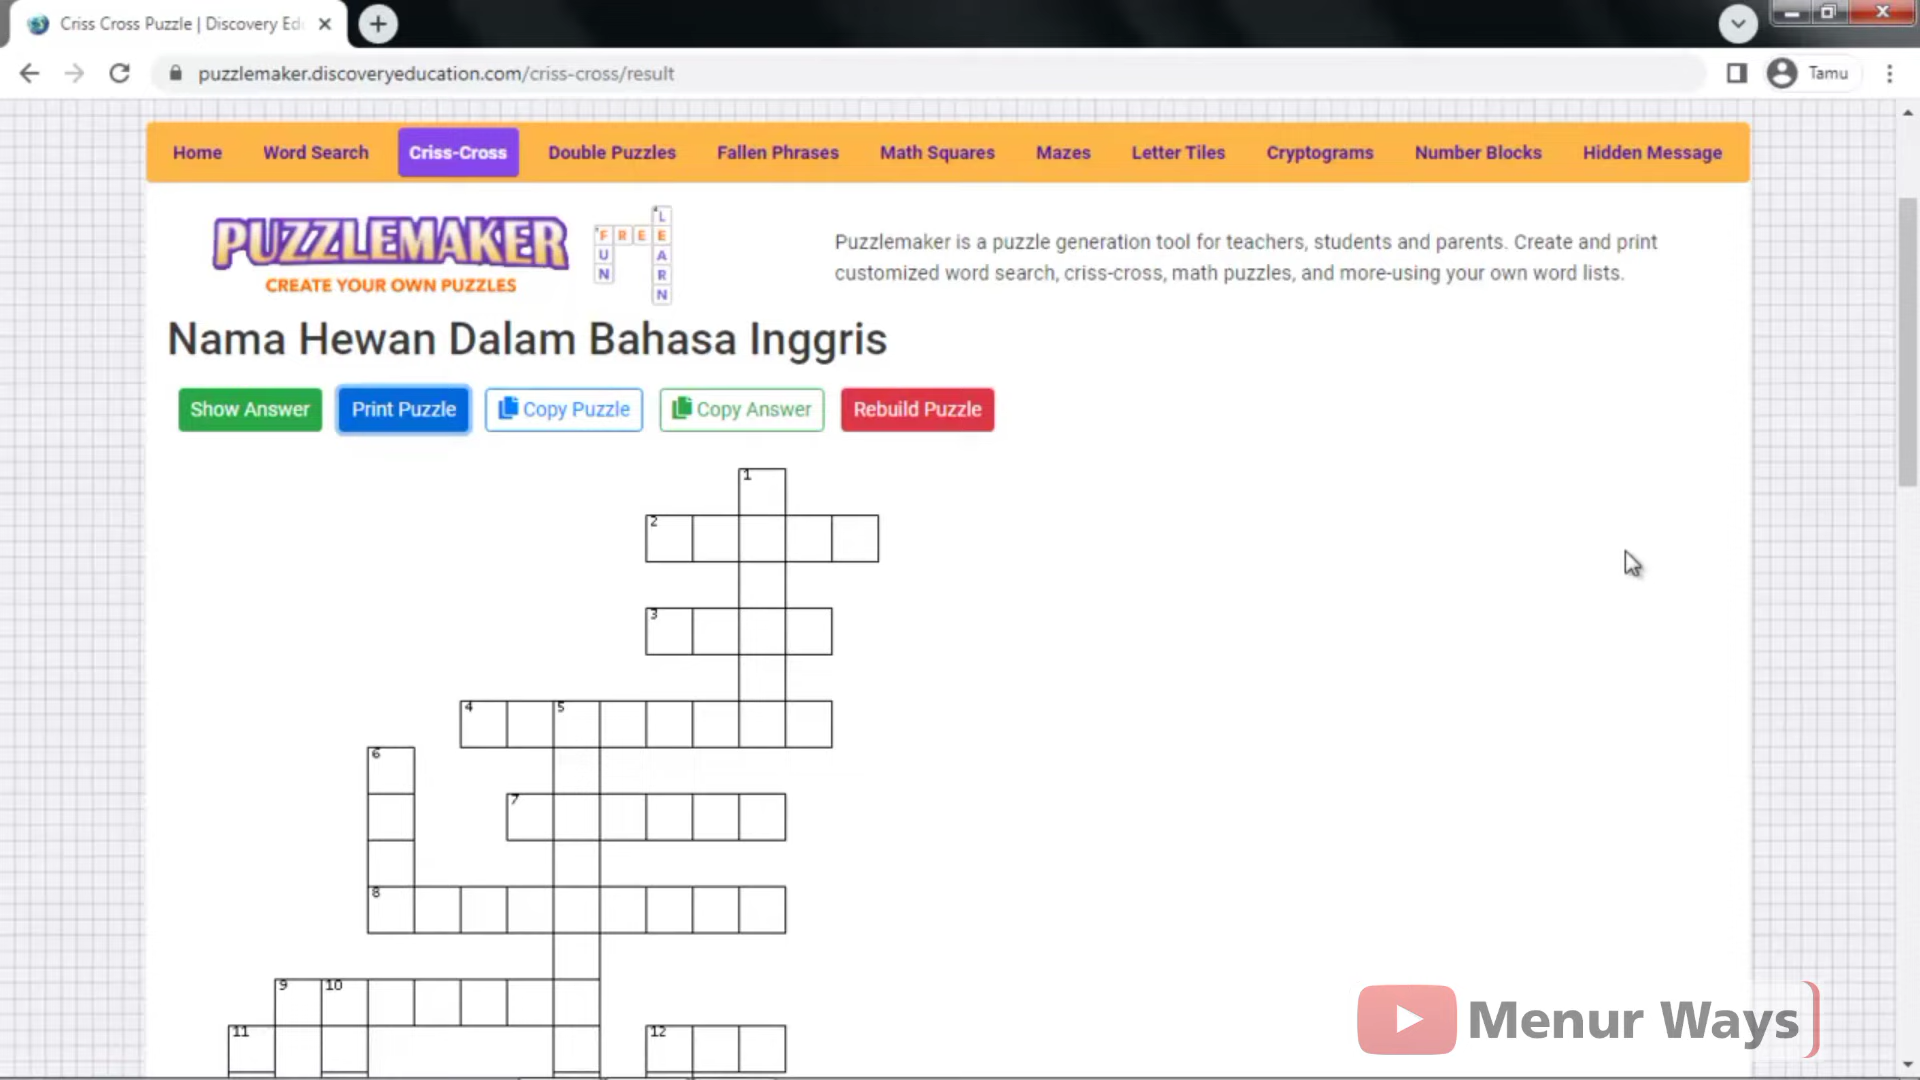 Criss Cross Puzzle | Discovery Ed
puzzlemaker.discoveryeducation.com/criss-cross/result
Tamu
Home Word Search Criss-Cross Double Puzzles Fallen Phrases Math Squares Mazes Letter Tiles Cryptograms Number Blocks Hidden Message
PUZZLEMAKER
CREATE YOUR OWN PUZZLES
FREE
FUN
LEARN
Puzzlemaker is a puzzle generation tool for teachers, students and parents. Create and print
customized word search, criss-cross, math puzzles, and more-using your own word lists.
Nama Hewan Dalam Bahasa Inggris
Show Answer Print Puzzle Copy Puzzle Copy Answer Rebuild Puzzle
1
2
3
4 5
6
7
8
9 10
11 12
Menur Ways